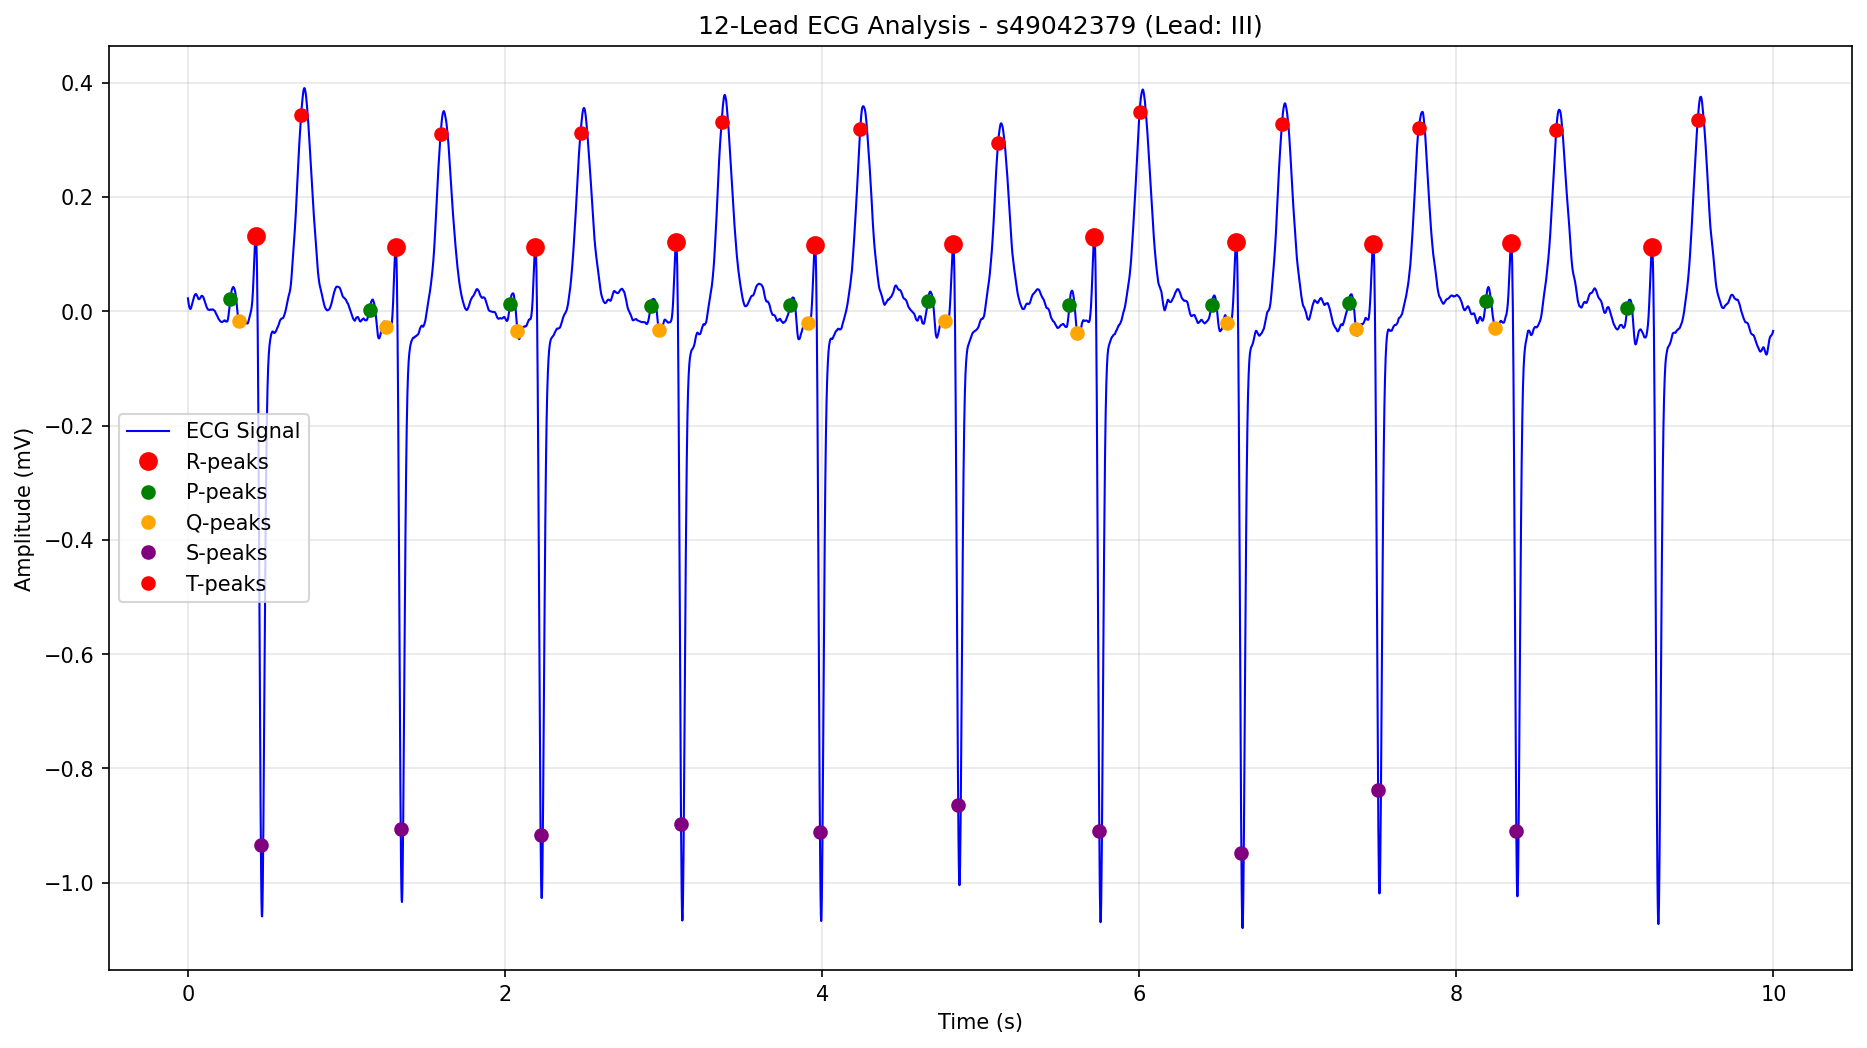 12-Lead ECG Analysis - s49042379 (Lead: III)
Amplitude (mV)
0.4
0.2
0.0
−0.2
−0.4
−0.6
−0.8
−1.0
ECG Signal
R-peaks
P-peaks
Q-peaks
S-peaks
T-peaks
0 2 4 6 8 10
Time (s)